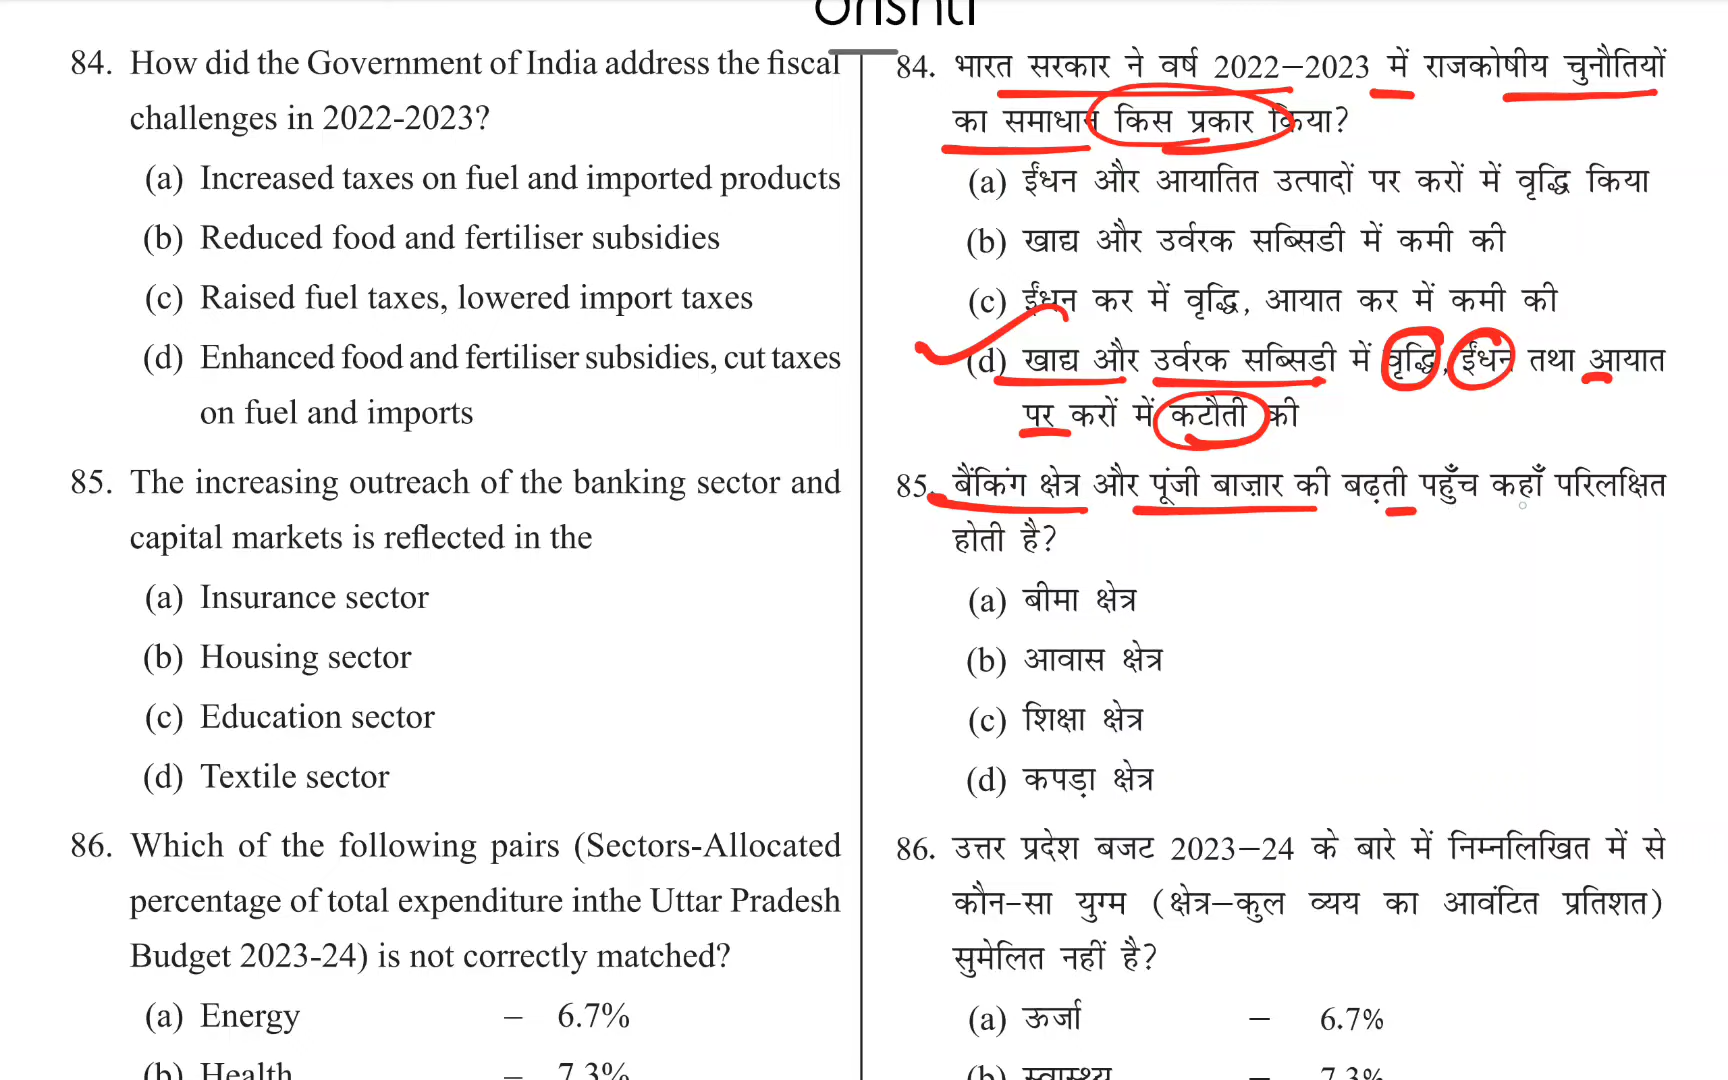 drishti
84. How did the Government of India address the fiscal
challenges in 2022-2023?
(a) Increased taxes on fuel and imported products
(b) Reduced food and fertiliser subsidies
(c) Raised fuel taxes, lowered import taxes
(d) Enhanced food and fertiliser subsidies, cut taxes
on fuel and imports
85. The increasing outreach of the banking sector and
capital markets is reflected in the
(a) Insurance sector
(b) Housing sector
(c) Education sector
(d) Textile sector
86. Which of the following pairs (Sectors-Allocated
percentage of total expenditure inthe Uttar Pradesh
Budget 2023-24) is not correctly matched?
(a) Energy – 6.7%
(b) Health – 7.3%
84. भारत सरकार ने वर्ष 2022–2023 में राजकोषीय चुनौतियों
का समाधान किस प्रकार किया?
(a) ईंधन और आयातित उत्पादों पर करों में वृद्धि किया
(b) खाद्य और उर्वरक सब्सिडी में कमी की
(c) ईंधन कर में वृद्धि, आयात कर में कमी की
(d) खाद्य और उर्वरक सब्सिडी में वृद्धि, ईंधन तथा आयात
पर करों में कटौती की
85. बैंकिंग क्षेत्र और पूंजी बाज़ार की बढ़ती पहुँच कहाँ परिलक्षित
होती है?
(a) बीमा क्षेत्र
(b) आवास क्षेत्र
(c) शिक्षा क्षेत्र
(d) कपड़ा क्षेत्र
86. उत्तर प्रदेश बजट 2023–24 के बारे में निम्नलिखित में से
कौन-सा युग्म (क्षेत्र–कुल व्यय का आवंटित प्रतिशत)
सुमेलित नहीं है?
(a) ऊर्जा – 6.7%
(b) स्वास्थ्य – 7.3%